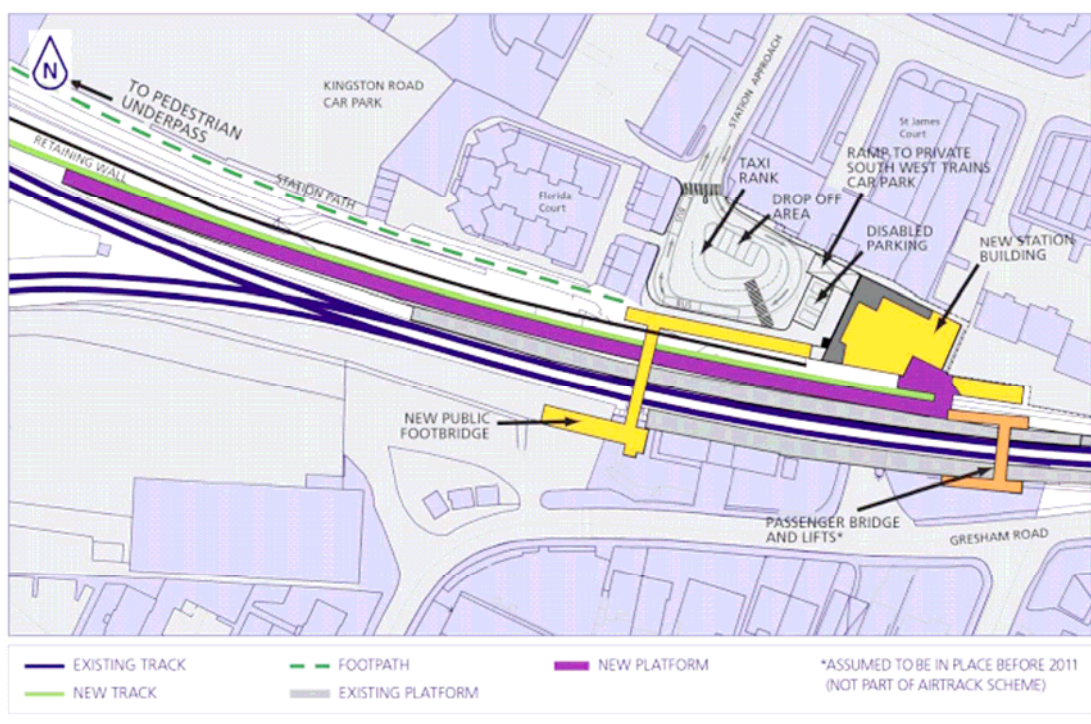 N
TO PEDESTRIAN
UNDERPASS
KINGSTON ROAD
CAR PARK
STATION APPROACH
St James
Court
RETAINING WALL
STATION PATH
Florida
Court
TAXI
RANK
RAMP TO PRIVATE
SOUTH WEST TRAINS
CAR PARK
DROP OFF
AREA
DISABLED
PARKING
NEW STATION
BUILDING
BUS
NEW PUBLIC
FOOTBRIDGE
PASSENGER BRIDGE
AND LIFTS*
GRESHAM ROAD
EXISTING TRACK
FOOTPATH
NEW PLATFORM
*ASSUMED TO BE IN PLACE BEFORE 2011
NEW TRACK
EXISTING PLATFORM
(NOT PART OF AIRTRACK SCHEME)